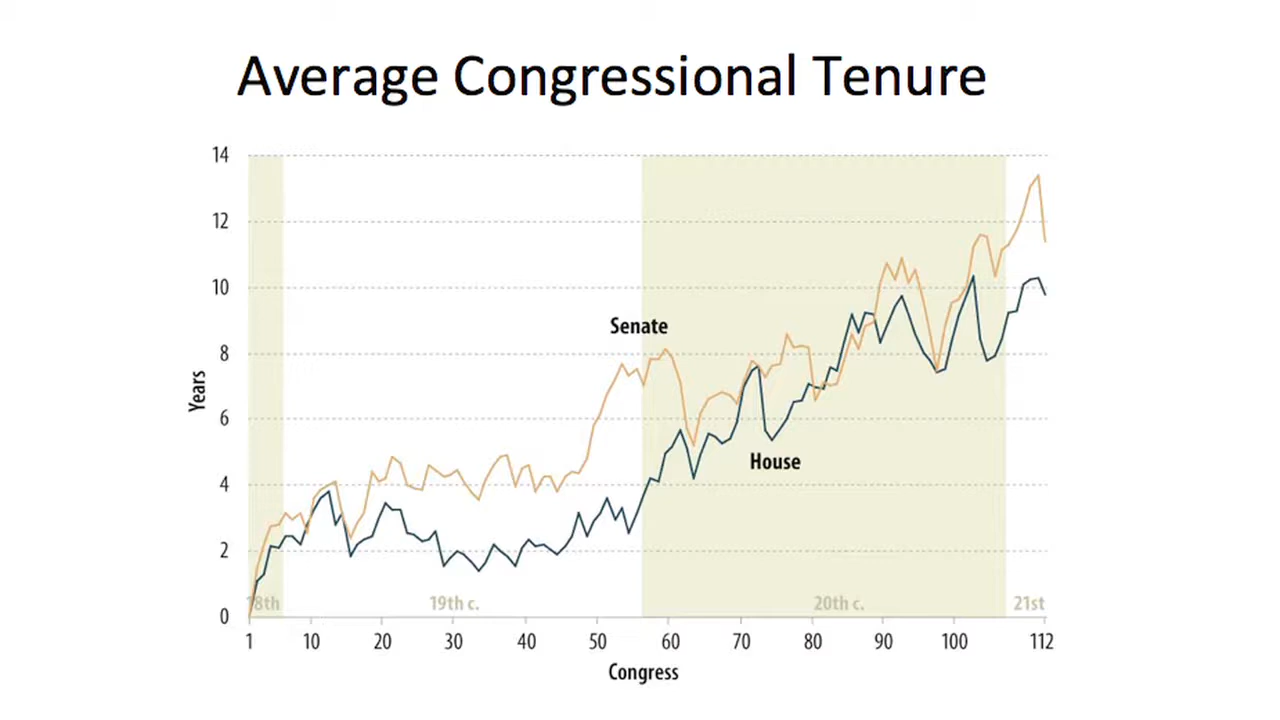 Average Congressional Tenure
14
12
10
8
6
4
2
0
Years
Senate
House
18th
19th c.
20th c.
21st
1 10 20 30 40 50 60 70 80 90 100 112
Congress